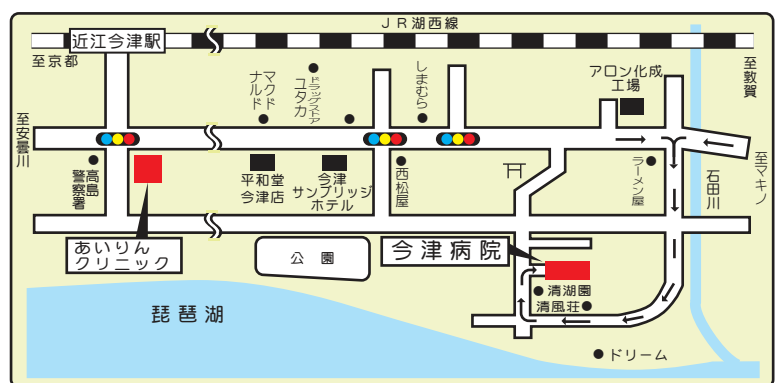 JR湖西線
近江今津駅
至京都
至敦賀
至安曇川
マクド
ナルド
ドラッグストア
ユタカ
しまむら
アロン化成
工場
至マキノ
高島
警察署
平和堂
今津店
今津
サンブリッジ
ホテル
西松屋
ラーメン屋
石田川
あいりん
クリニック
公園
今津病院
清湖園
清風荘
琵琶湖
ドリーム